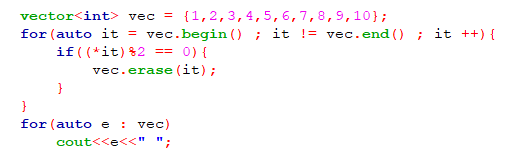 vector<int> vec = {1,2,3,4,5,6,7,8,9,10};
for(auto it = vec.begin() ; it != vec.end() ; it ++){
    if((*it)%2 == 0){
        vec.erase(it);
    }
}
for(auto e : vec)
    cout<<e<<" ";